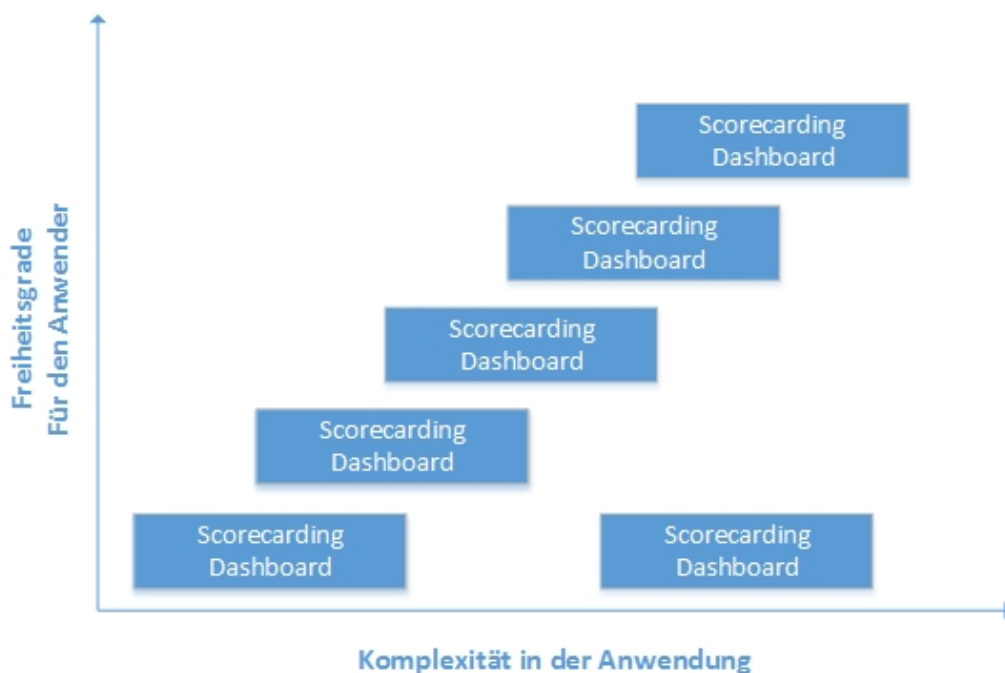 Scorecarding
Dashboard
Scorecarding
Dashboard
Freiheitsgrade
Für den Anwender
Scorecarding
Dashboard
Scorecarding
Dashboard
Scorecarding
Dashboard
Scorecarding
Dashboard
Komplexität in der Anwendung